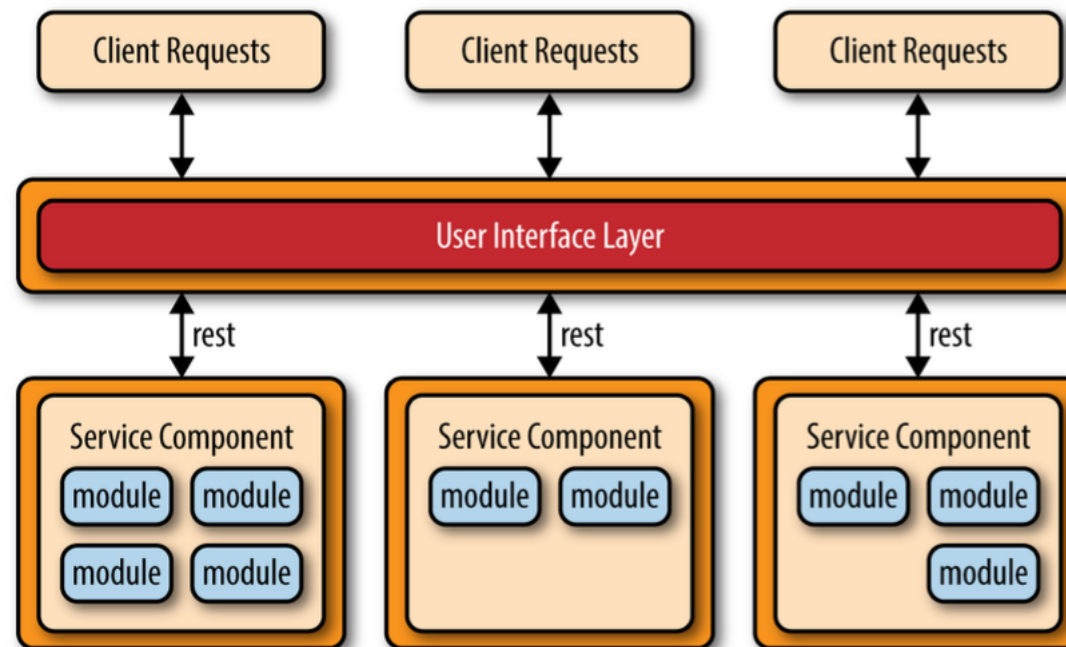 Client Requests
Client Requests
Client Requests
User Interface Layer
rest
rest
rest
Service Component
module module
module module
Service Component
module module
Service Component
module module
module